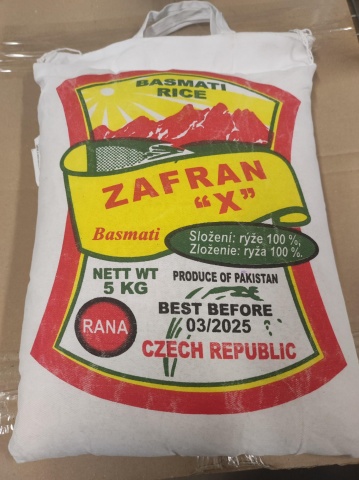 BASMATI
RICE
ZAFRAN
"X"
Basmati
Složení: rýže 100 %.
Zloženie: ryža 100 %.
NETT WT
5 KG
PRODUCE OF PAKISTAN
BEST BEFORE
03/2025
RANA
CZECH REPUBLIC